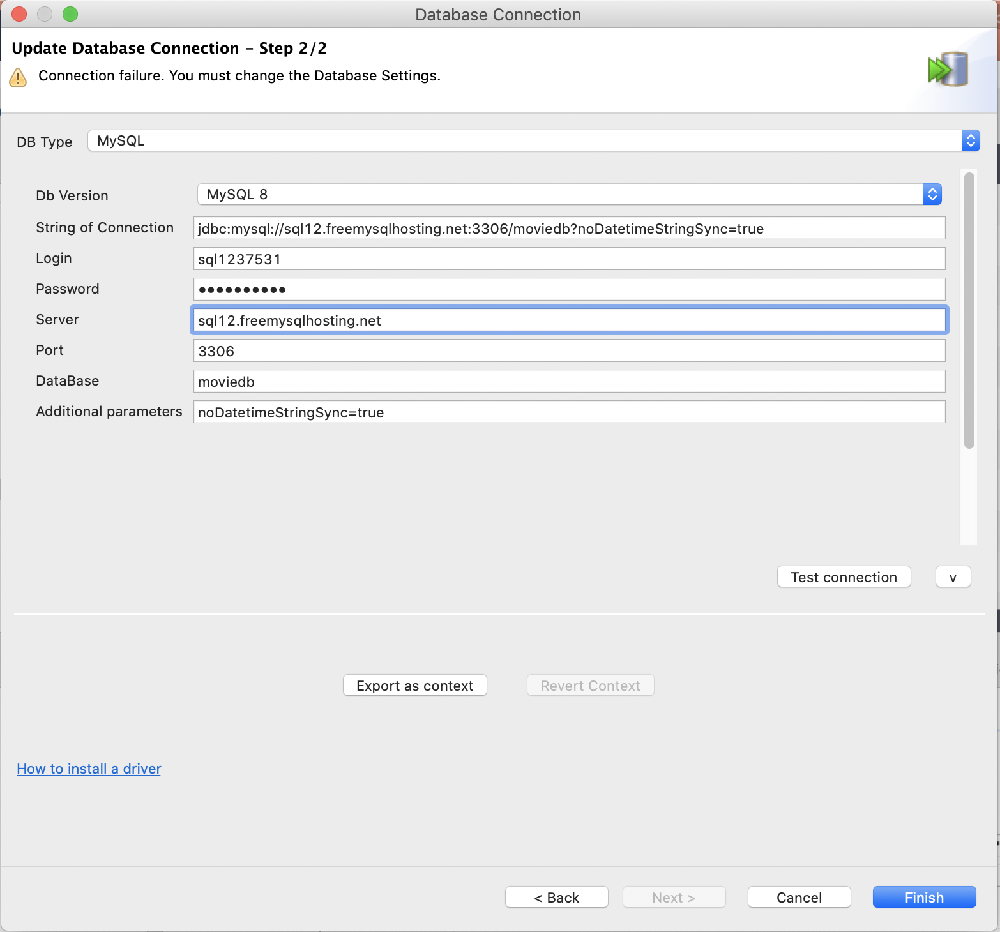 Database Connection
Update Database Connection – Step 2/2
Connection failure. You must change the Database Settings.
DB Type MySQL
Db Version MySQL 8
String of Connection jdbc:mysql://sql12.freemysqlhosting.net:3306/moviedb?noDatetimeStringSync=true
Login sql1237531
Password ••••••••••
Server sql12.freemysqlhosting.net
Port 3306
DataBase moviedb
Additional parameters noDatetimeStringSync=true
Test connection v
Export as context Revert Context
How to install a driver
< Back Next > Cancel Finish